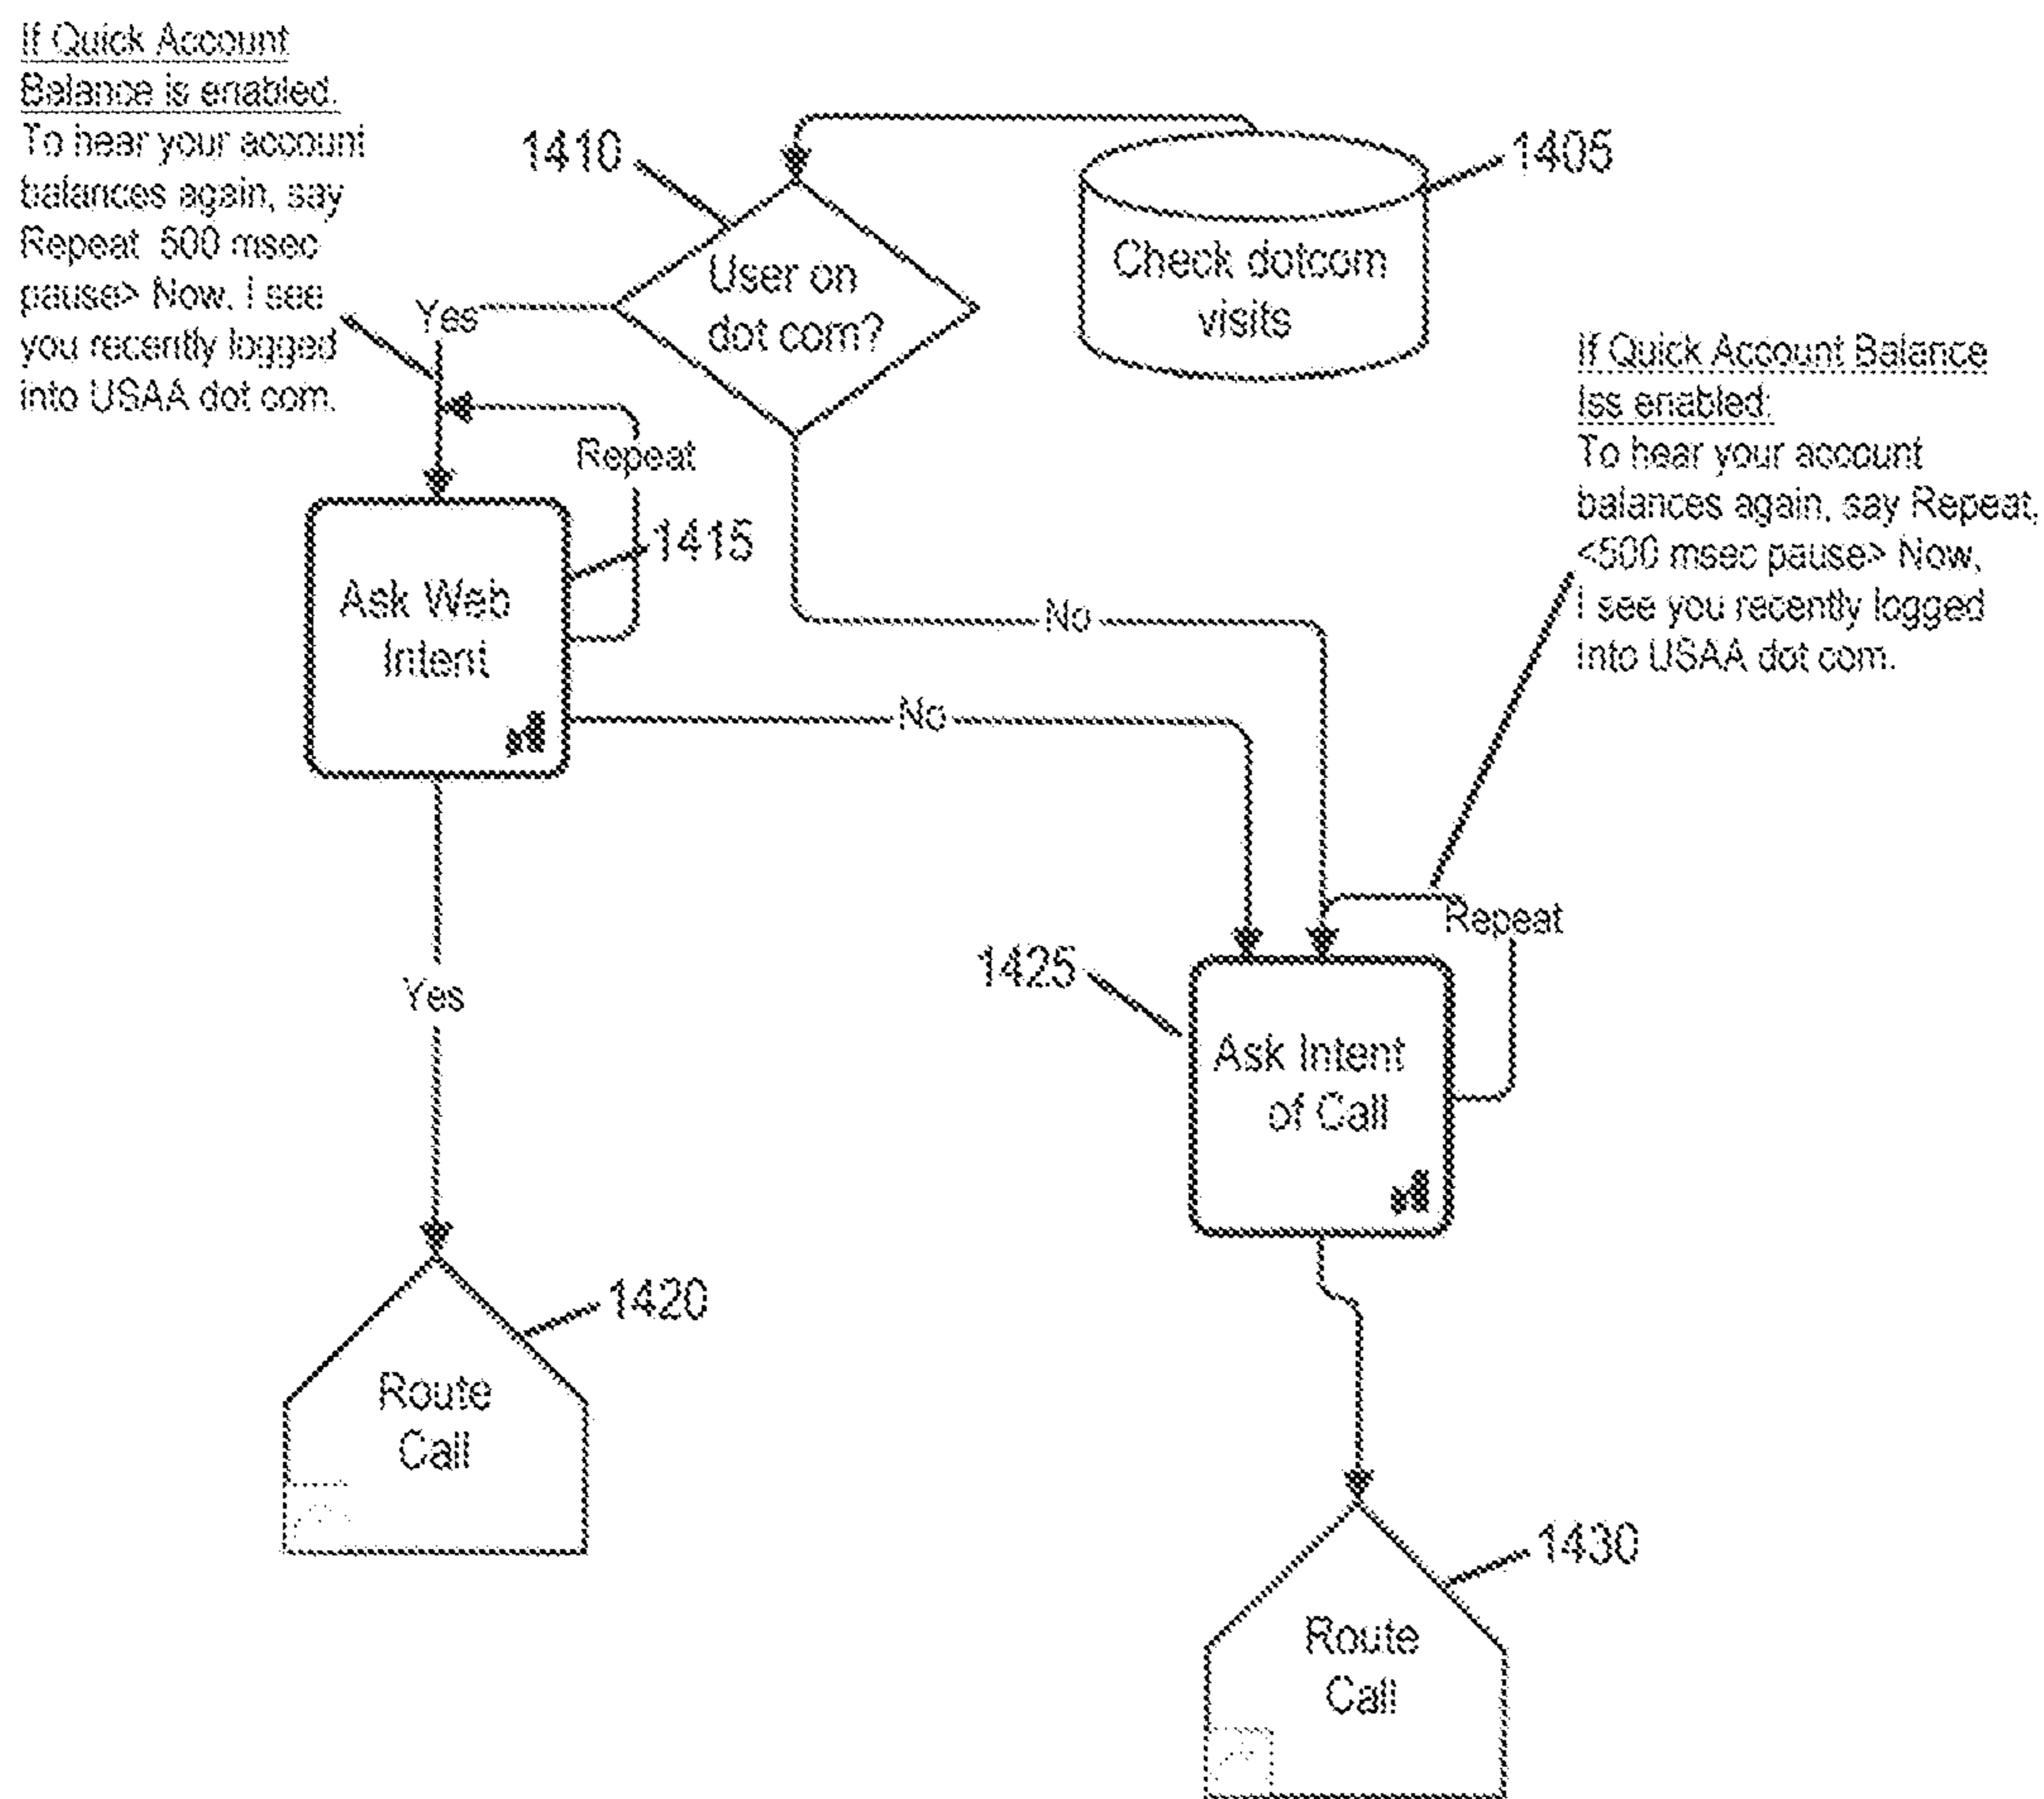 If Quick Account
Balance is enabled.
To hear your account
balances again, say
Repeat 500 msec
pause> Now, I see
you recently logged
into USAA dot com.
1410
1405
User on
dot com?
Check dotcom
visits
Yes
Repeat
If Quick Account Balance
Iss enabled:
To hear your account
balances again, say Repeat,
<500 msec pause> Now,
I see you recently logged
Into USAA dot com.
1415
Ask Web
Intent
No
No
Repeat
Yes
1425
Ask Intent
of Call
1420
Route
Call
1430
Route
Call